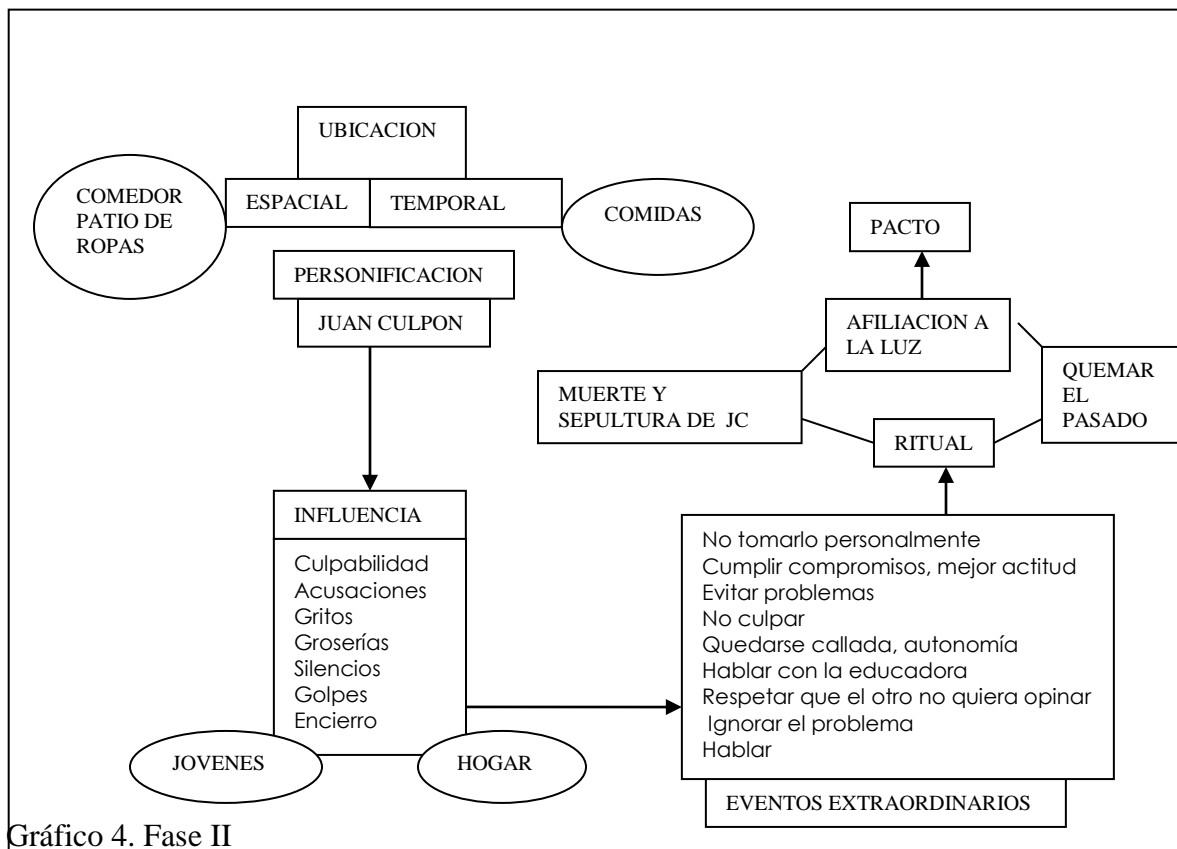 UBICACION
COMEDOR
PATIO DE
ROPAS
ESPACIAL
TEMPORAL
COMIDAS
PERSONIFICACION
JUAN CULPON
PACTO
AFILIACION A
LA LUZ
MUERTE Y
SEPULTURA DE JC
QUEMAR
EL
PASADO
RITUAL
INFLUENCIA
Culpabilidad
Acusaciones
Gritos
Groserías
Silencios
Golpes
Encierro
JOVENES
HOGAR
No tomarlo personalmente
Cumplir compromisos, mejor actitud
Evitar problemas
No culpar
Quedarse callada, autonomía
Hablar con la educadora
Respetar que el otro no quiera opinar
Ignorar el problema
Hablar
EVENTOS EXTRAORDINARIOS
Gráfico 4. Fase II